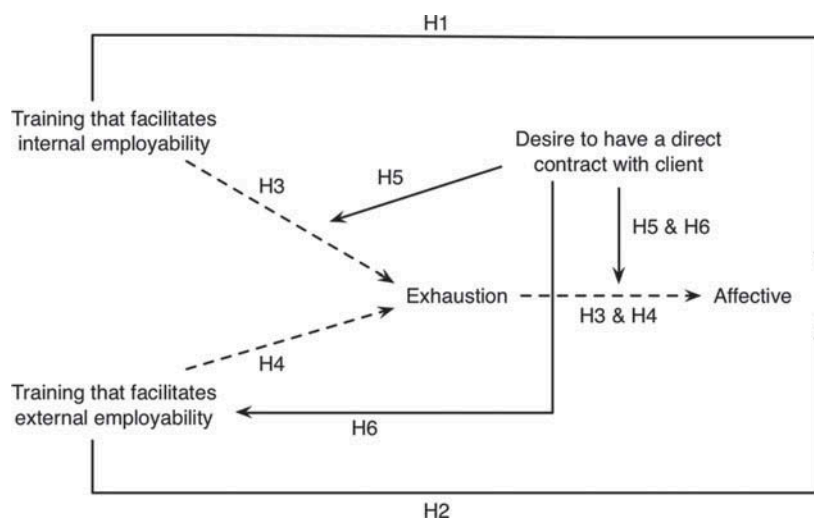 H1
Training that facilitates
internal employability
Desire to have a direct
contract with client
H3
H5
H5 & H6
Exhaustion
Affective
H3 & H4
H4
Training that facilitates
external employability
H6
H2